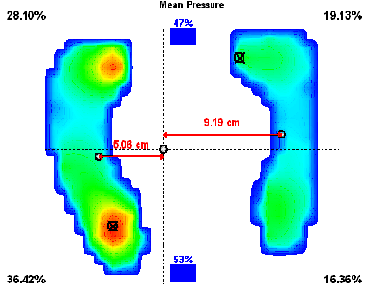 Mean Pressure
28.10%
47%
19.13%
9.19 cm
5.08 cm
53%
36.42%
16.36%